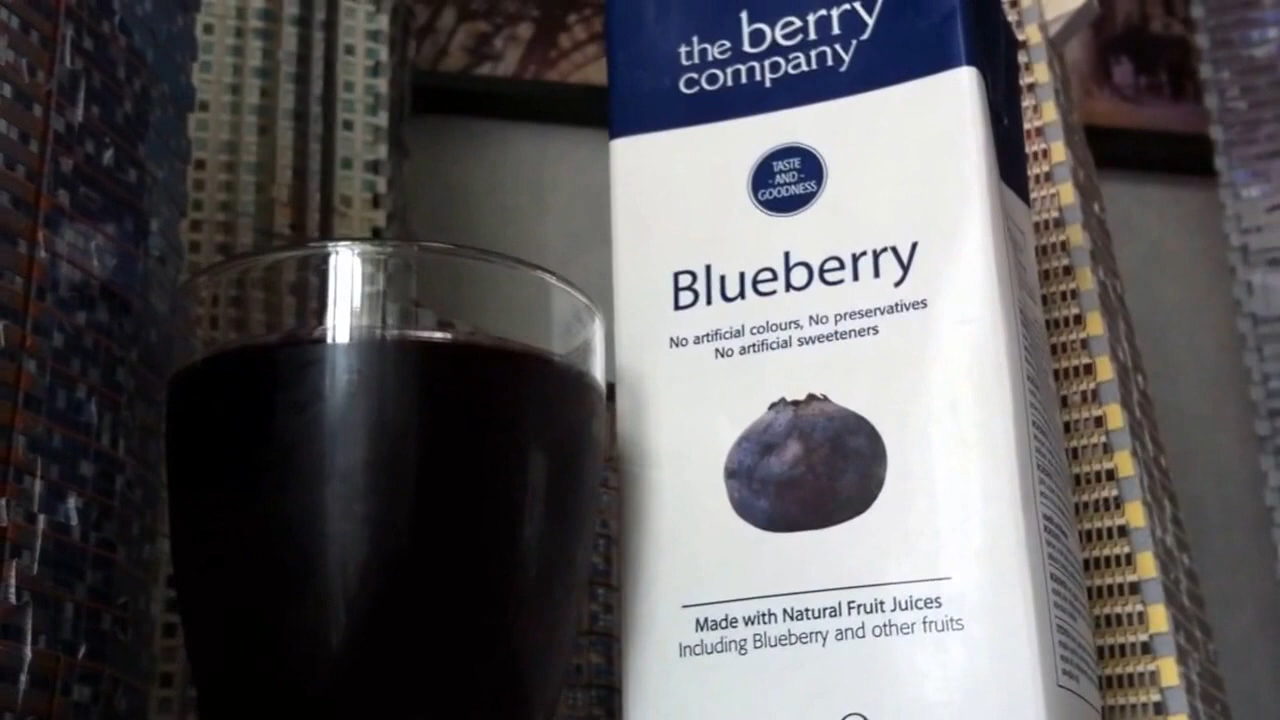 the berry
company
TASTE
- AND -
GOODNESS
Blueberry
No artificial colours, No preservatives
No artificial sweeteners
Made with Natural Fruit Juices
Including Blueberry and other fruits